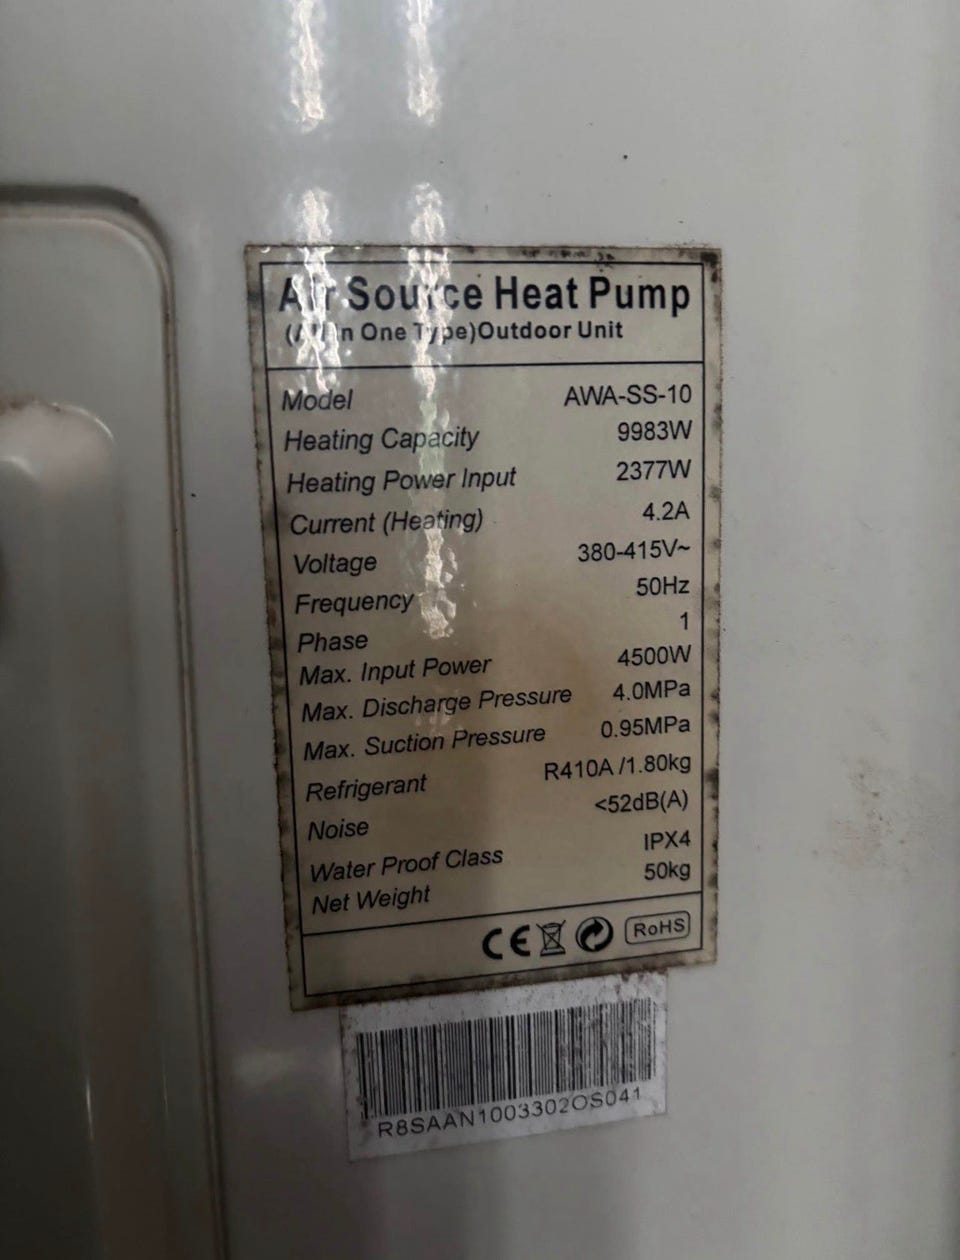 Air Source Heat Pump
(All in One Type)Outdoor Unit
Model AWA-SS-10
Heating Capacity 9983W
Heating Power Input 2377W
Current (Heating) 4.2A
Voltage 380-415V~
Frequency 50Hz
Phase 1
Max. Input Power 4500W
Max. Discharge Pressure 4.0MPa
Max. Suction Pressure 0.95MPa
Refrigerant R410A /1.80kg
Noise <52dB(A)
Water Proof Class IPX4
Net Weight 50kg
CE RoHS
R8SAAN1003302OS041